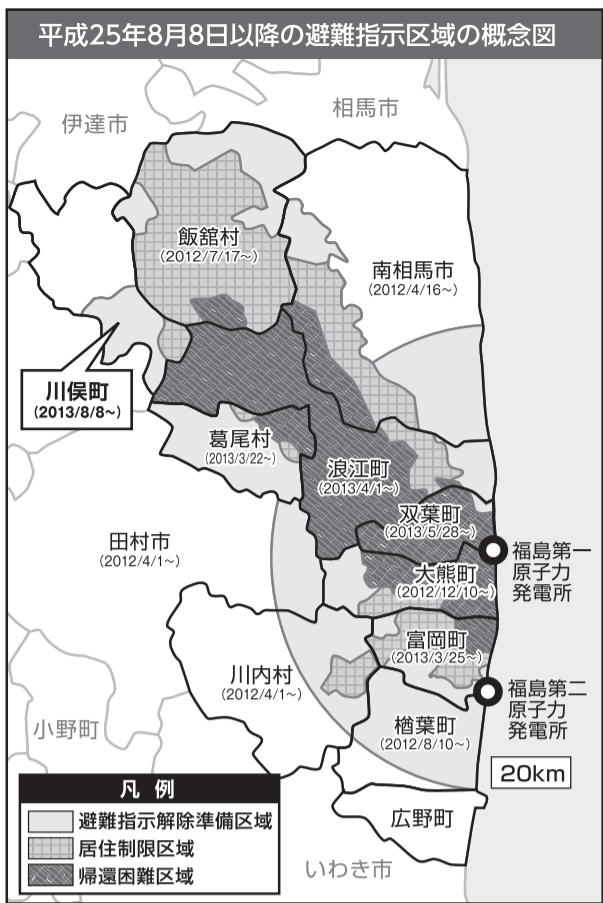 平成25年8月8日以降の避難指示区域の概念図
相馬市
伊達市
飯舘村
(2012/7/17~)
南相馬市
(2012/4/16~)
川俣町
(2013/8/8~)
葛尾村
(2013/3/22~)
浪江町
(2013/4/1~)
双葉町
(2013/5/28~)
田村市
(2012/4/1~)
福島第一
原子力
発電所
大熊町
(2012/12/10~)
富岡町
(2013/3/25~)
川内村
(2012/4/1~)
福島第二
原子力
発電所
小野町
楢葉町
(2012/8/10~)
20km
広野町
いわき市
凡 例
避難指示解除準備区域
居住制限区域
帰還困難区域